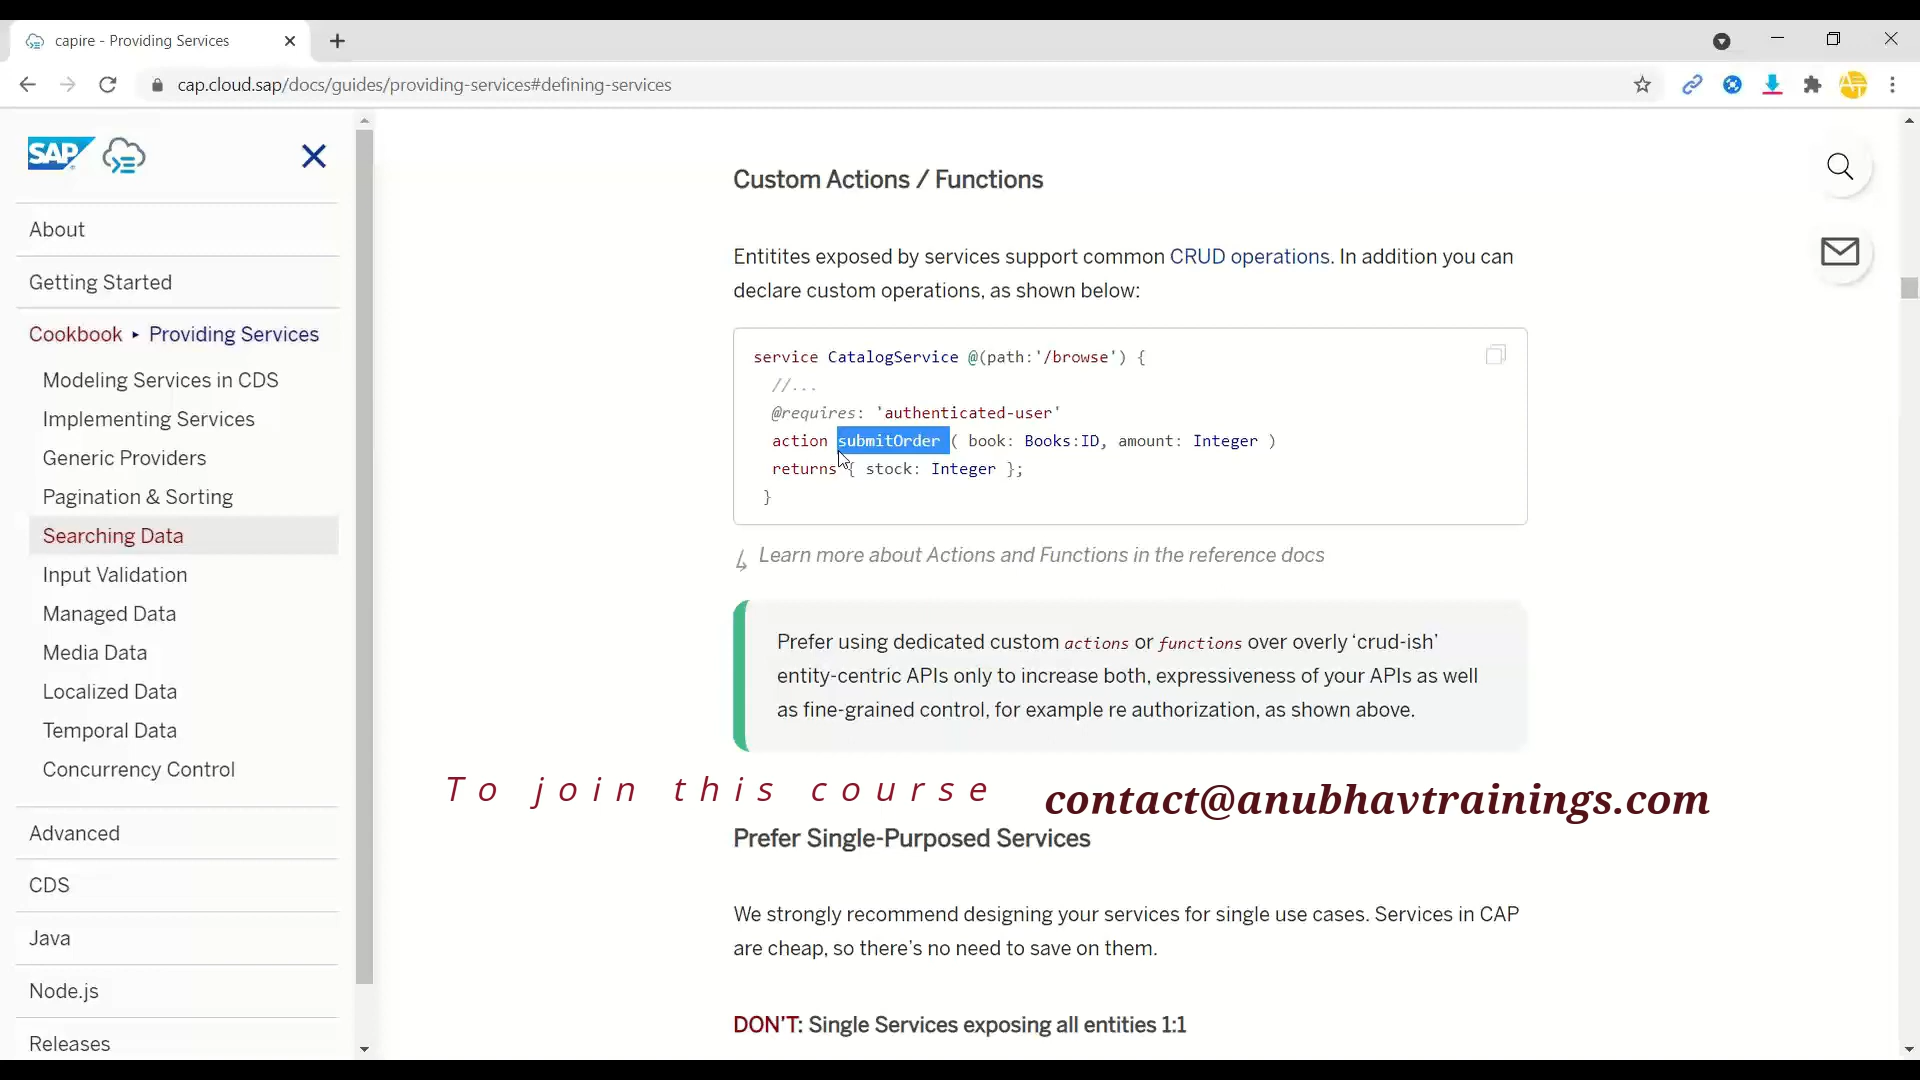 capire - Providing Services
cap.cloud.sap/docs/guides/providing-services#defining-services
SAP
About
Getting Started
Cookbook ▸ Providing Services
Modeling Services in CDS
Implementing Services
Generic Providers
Pagination & Sorting
Searching Data
Input Validation
Managed Data
Media Data
Localized Data
Temporal Data
Concurrency Control
Advanced
CDS
Java
Node.js
Releases
Custom Actions / Functions
Entitites exposed by services support common CRUD operations. In addition you can
declare custom operations, as shown below:
service CatalogService @(path:'/browse') {
//...
@requires: 'authenticated-user'
action submitOrder ( book: Books:ID, amount: Integer )
returns { stock: Integer };
}
↳ Learn more about Actions and Functions in the reference docs
Prefer using dedicated custom actions or functions over overly ‘crud-ish’
entity-centric APIs only to increase both, expressiveness of your APIs as well
as fine-grained control, for example re authorization, as shown above.
To join this course contact@anubhavtrainings.com
Prefer Single-Purposed Services
We strongly recommend designing your services for single use cases. Services in CAP
are cheap, so there’s no need to save on them.
DON’T: Single Services exposing all entities 1:1